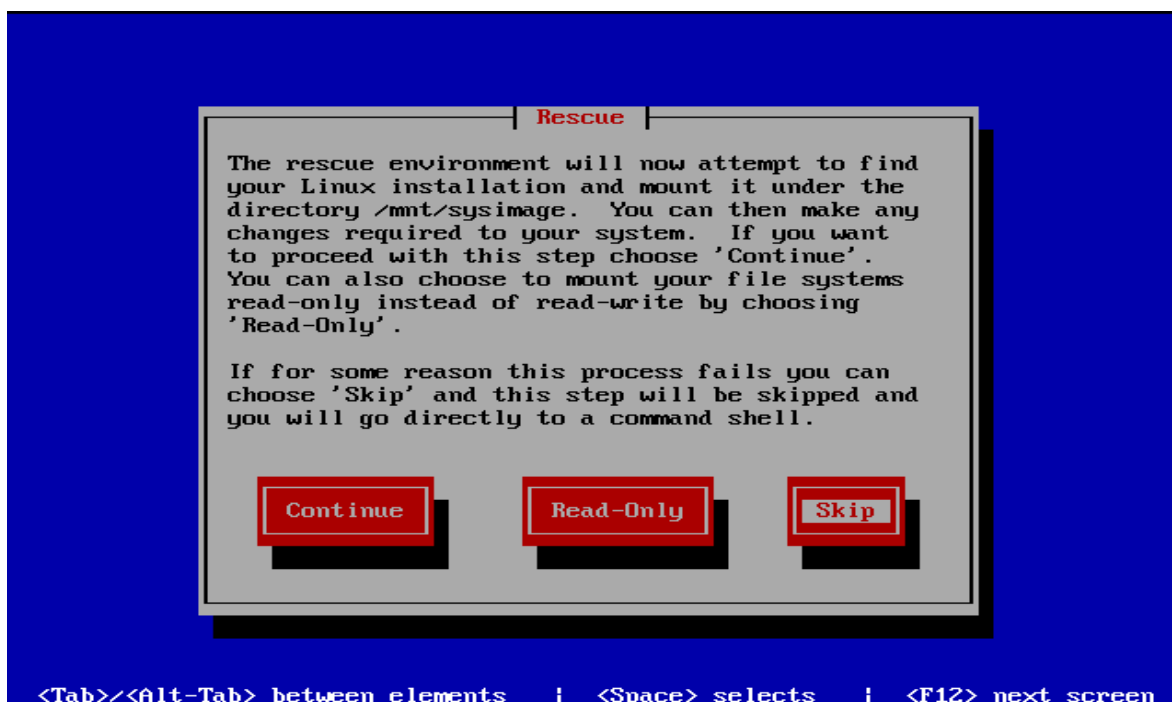 Rescue
The rescue environment will now attempt to find
your Linux installation and mount it under the
directory /mnt/sysimage.  You can then make any
changes required to your system.  If you want
to proceed with this step choose 'Continue'.
You can also choose to mount your file systems
read-only instead of read-write by choosing
'Read-Only'.
If for some reason this process fails you can
choose 'Skip' and this step will be skipped and
you will go directly to a command shell.
Continue Read-Only Skip
<Tab>/<Alt-Tab> between elements   |  <Space> selects   |  <F12> next screen